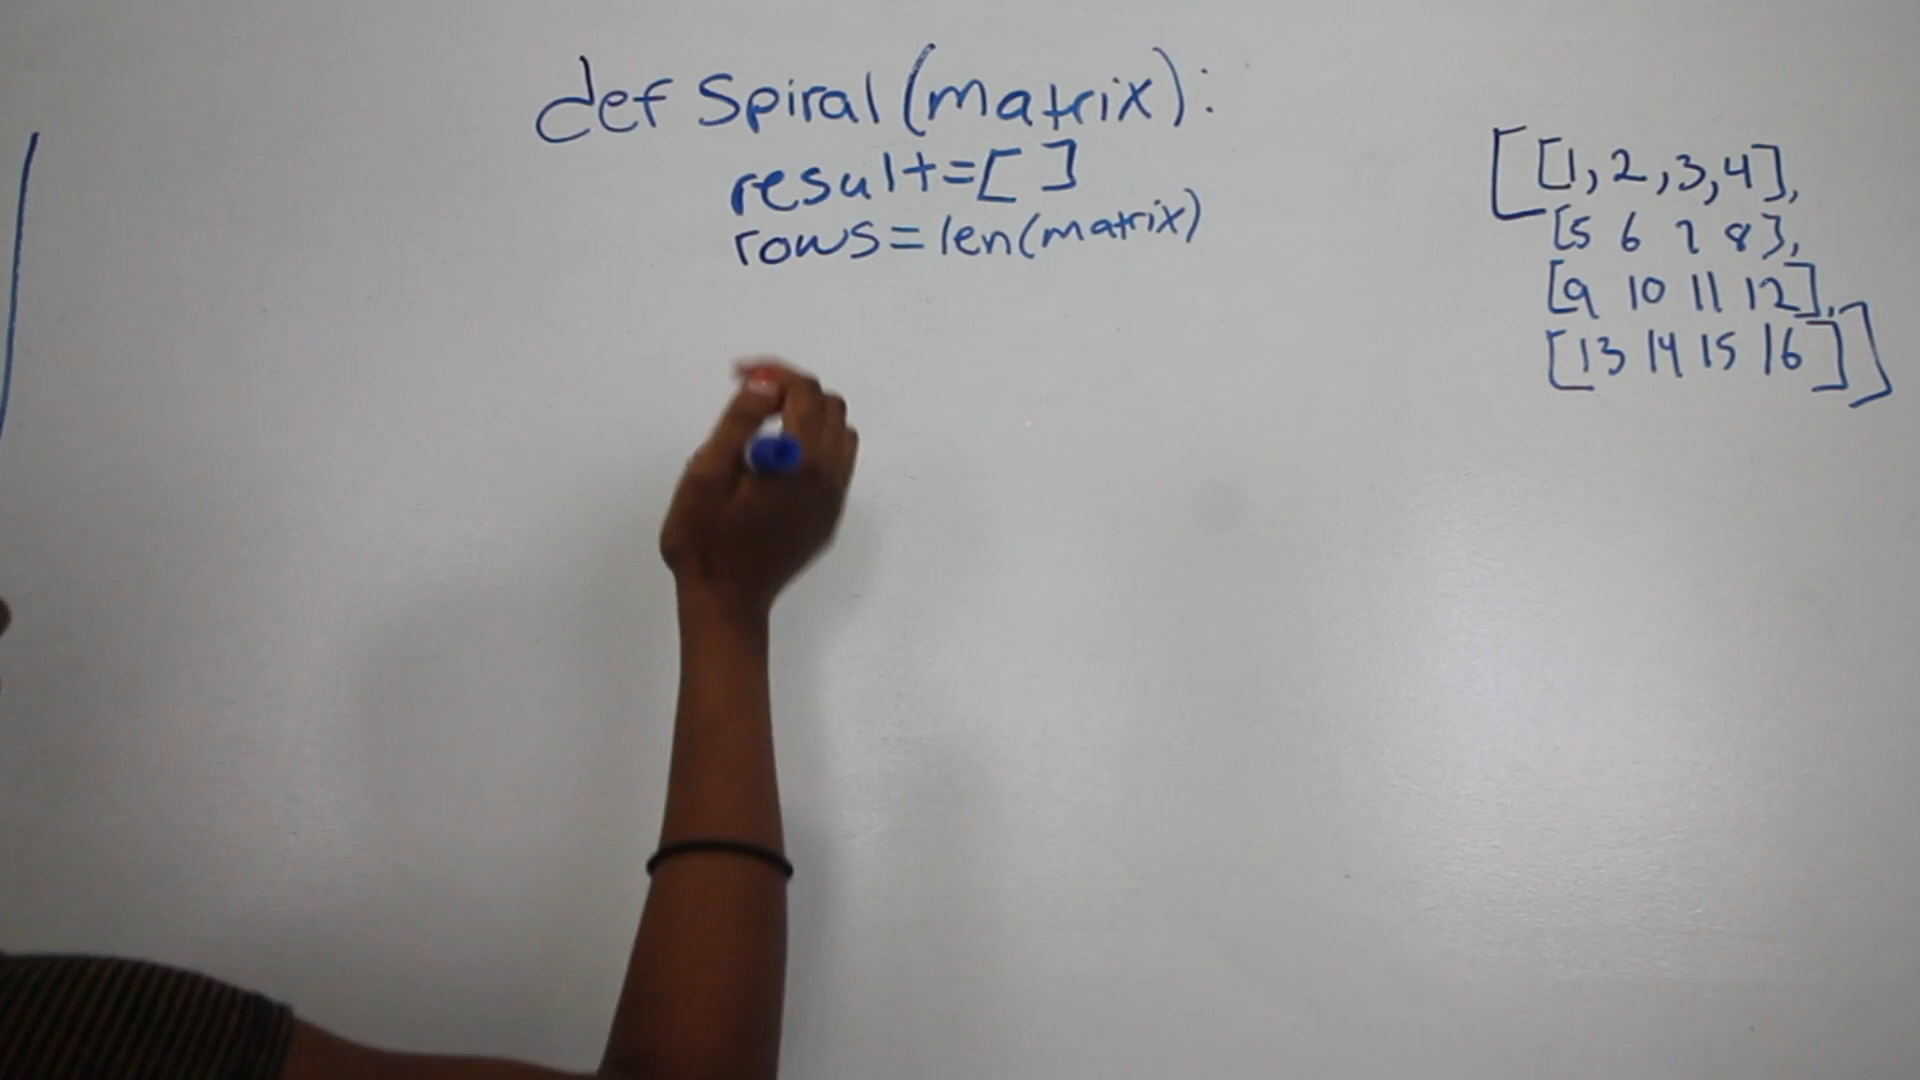 def Spiral(matrix):
result=[]
rows=len(matrix)
[[1,2,3,4],
[5 6 7 8],
[9 10 11 12],
[13 14 15 16]]